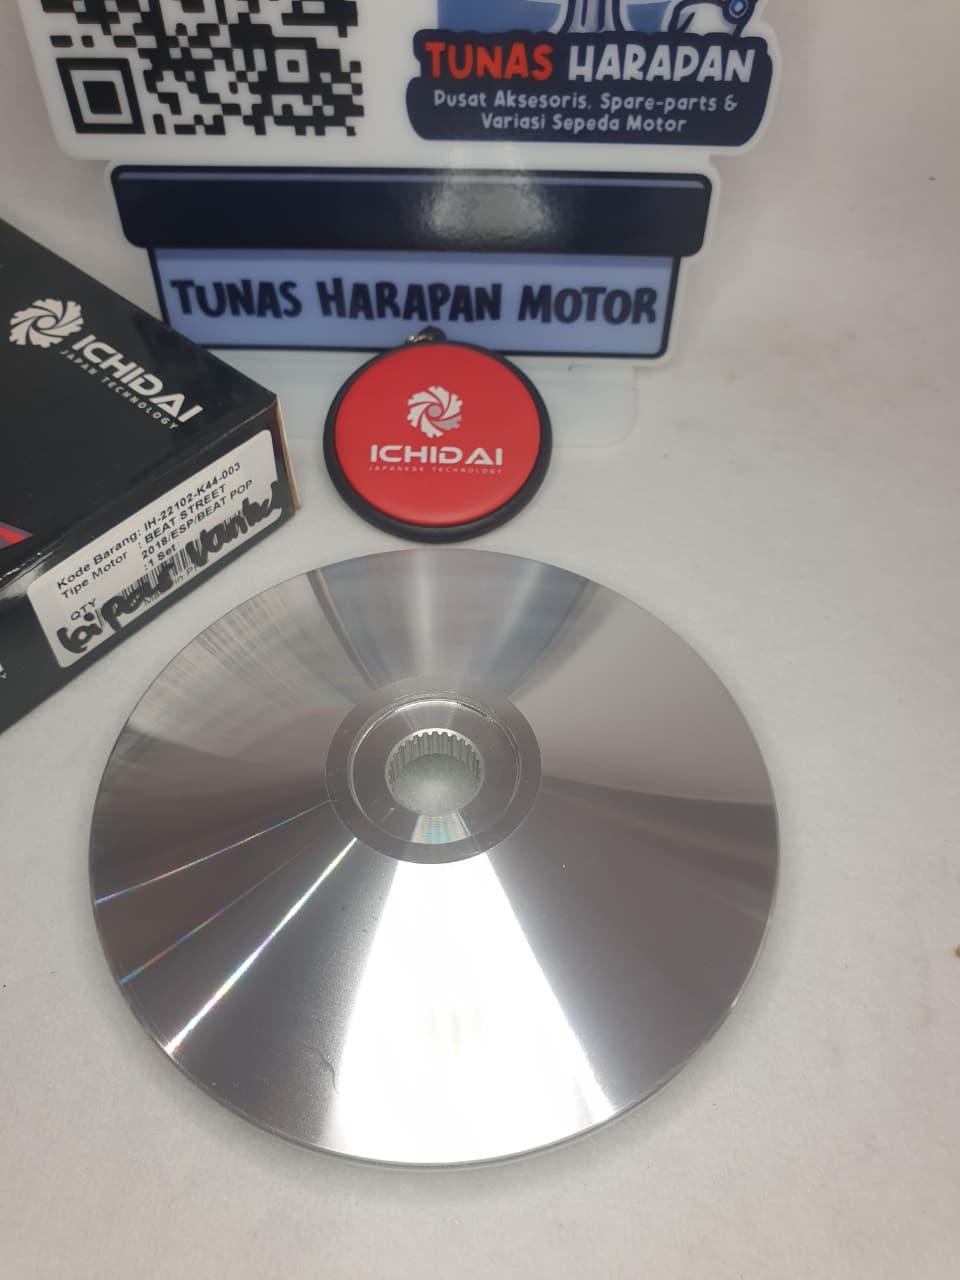 TUNAS HARAPAN
Pusat Aksesoris, Spare-parts &
Variasi Sepeda Motor
TUNAS HARAPAN MOTOR
ICHIDAI
JAPAN TECHNOLOGY
Kode Barang: IH-22102-K44-003
Tipe Motor : BEAT STREET
2018/ESP/BEAT POP
QTY :1 Set
ICHIDAI
JAPANESE TECHNOLOGY